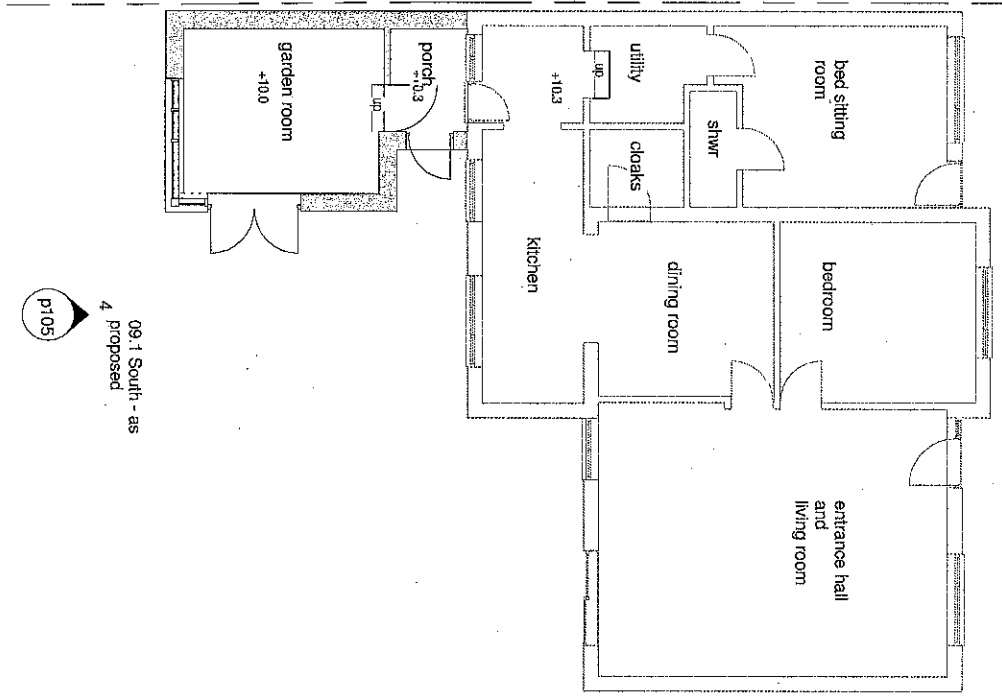 garden room
+10.0
up
porch
+10.3
+10.3
up
utility
bed sitting
room
shwr
cloaks
kitchen
dining room
bedroom
entrance hall
and
living room
p105
4
09.1 South - as
proposed